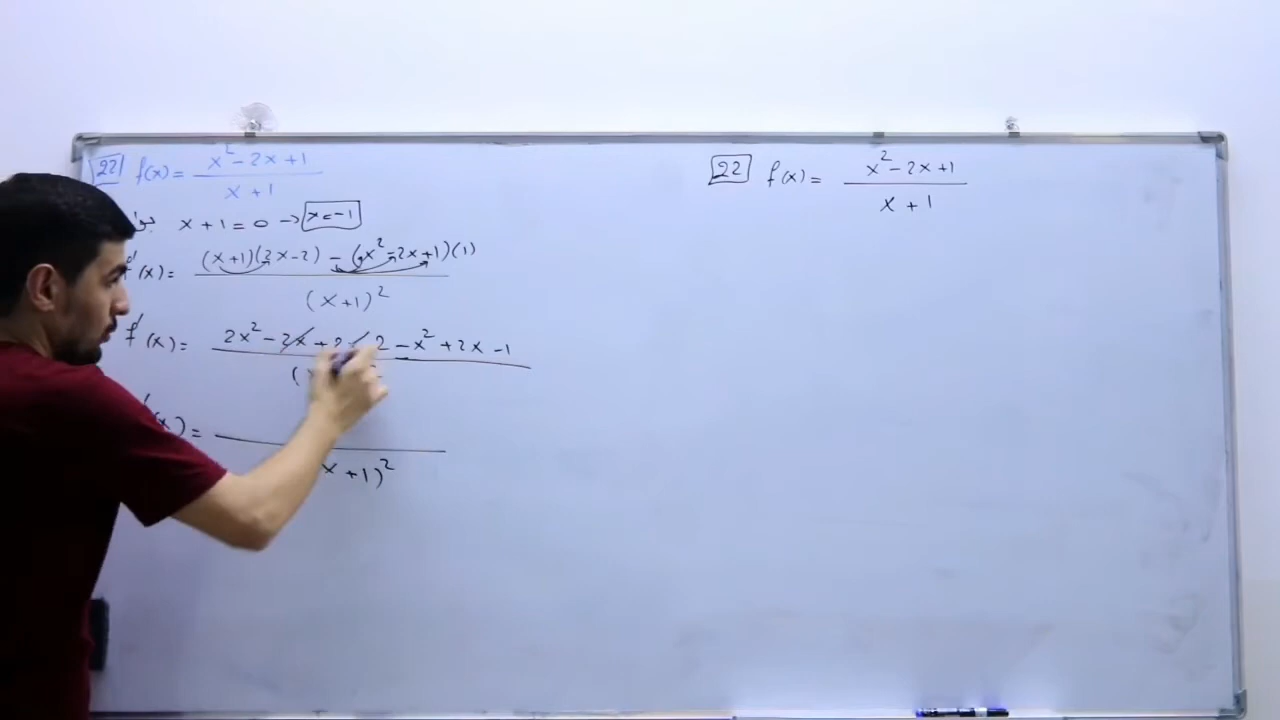 22 f(x) = (x² - 2x + 1) / (x + 1)
x + 1 = 0 → x = -1
f'(x) = ((x+1)(2x-2) - (x² - 2x + 1)(1)) / (x+1)²
f'(x) = (2x² - 2x + 2x - 2 - x² + 2x - 1) /
(x) = / x + 1)²
22 f(x) = (x² - 2x + 1) / (x + 1)